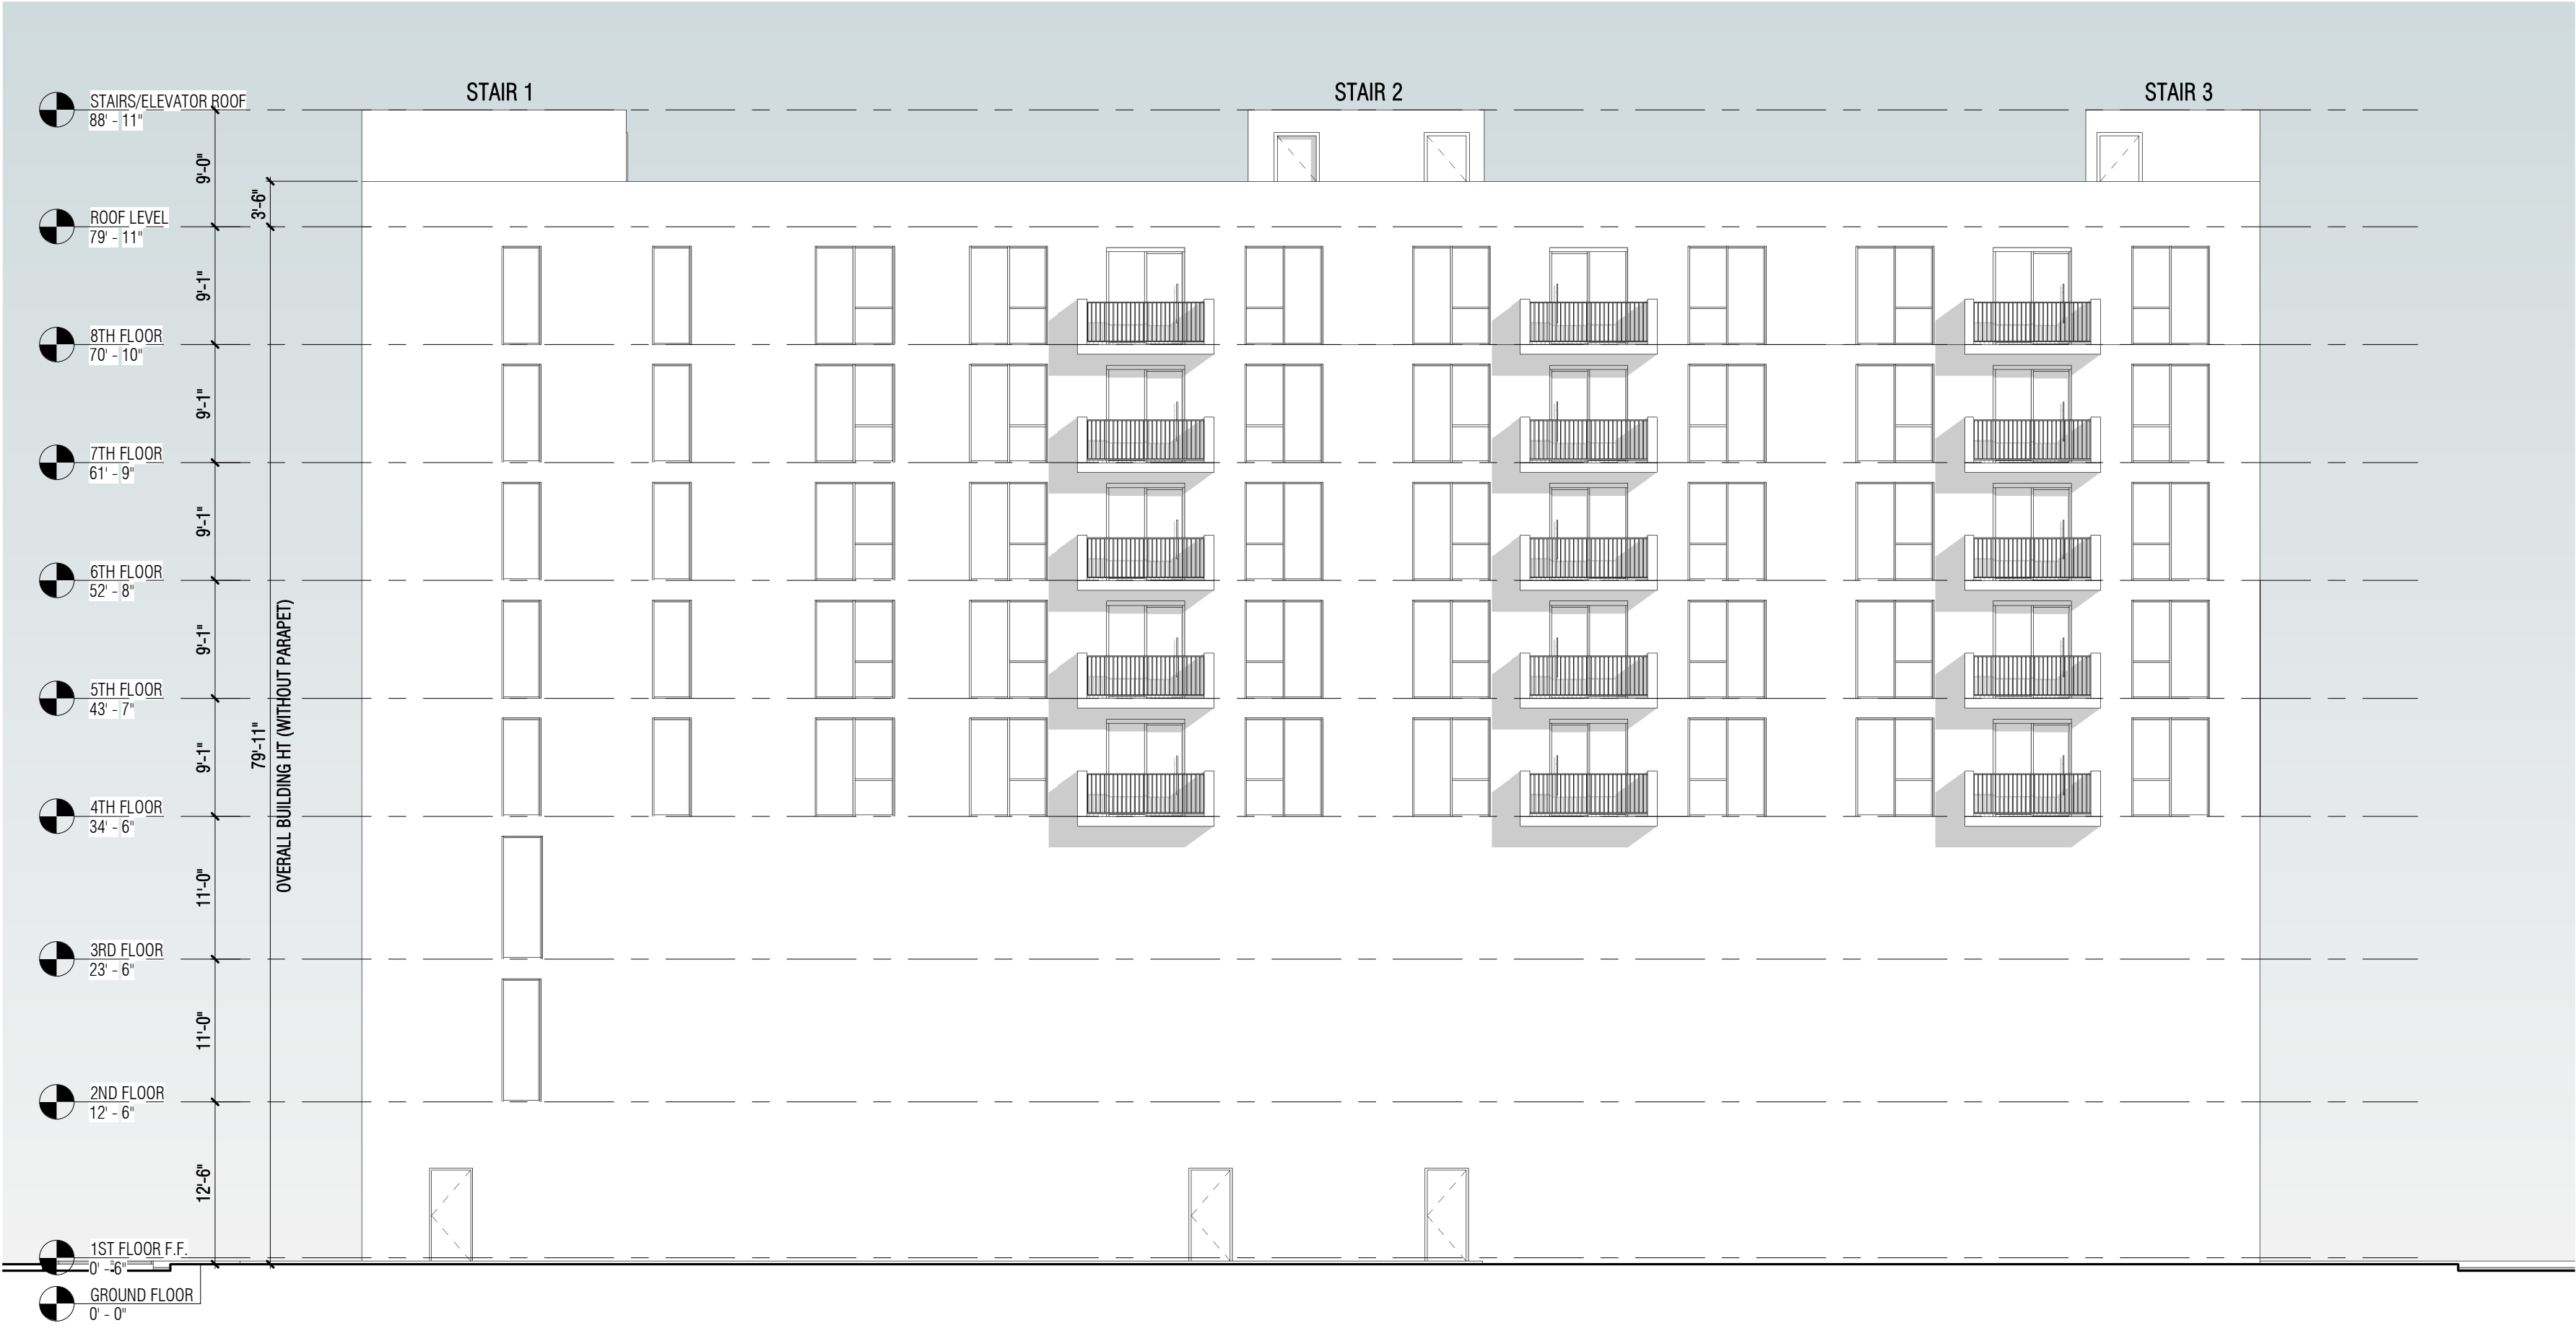 STAIR 1
STAIR 2
STAIR 3
STAIRS/ELEVATOR ROOF
88' - 11"
9'-0"
3'-6"
ROOF LEVEL
79' - 11"
9'-1"
8TH FLOOR
70' - 10"
9'-1"
7TH FLOOR
61' - 9"
9'-1"
6TH FLOOR
52' - 8"
9'-1"
5TH FLOOR
43' - 7"
9'-1"
79'-11"
OVERALL BUILDING HT (WITHOUT PARAPET)
4TH FLOOR
34' - 6"
11'-0"
3RD FLOOR
23' - 6"
11'-0"
2ND FLOOR
12' - 6"
12'-6"
1ST FLOOR F.F.
0' - 6"
GROUND FLOOR
0' - 0"